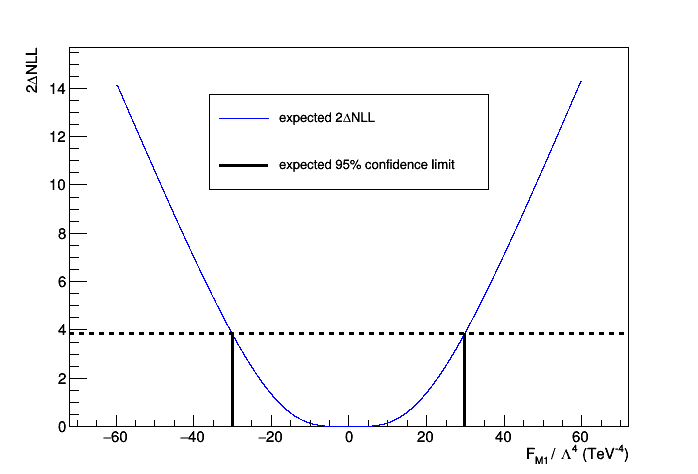 2ΔNLL
14
12
10
8
6
4
2
0
expected 2ΔNLL
expected 95% confidence limit
−60 −40 −20 0 20 40 60
F_M1 / Λ^4 (TeV^-4)